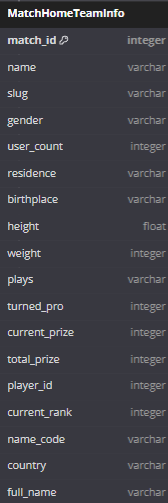 MatchHomeTeamInfo
match_id integer
name varchar
slug varchar
gender varchar
user_count integer
residence varchar
birthplace varchar
height float
weight integer
plays varchar
turned_pro integer
current_prize integer
total_prize integer
player_id integer
current_rank integer
name_code varchar
country varchar
full_name varchar